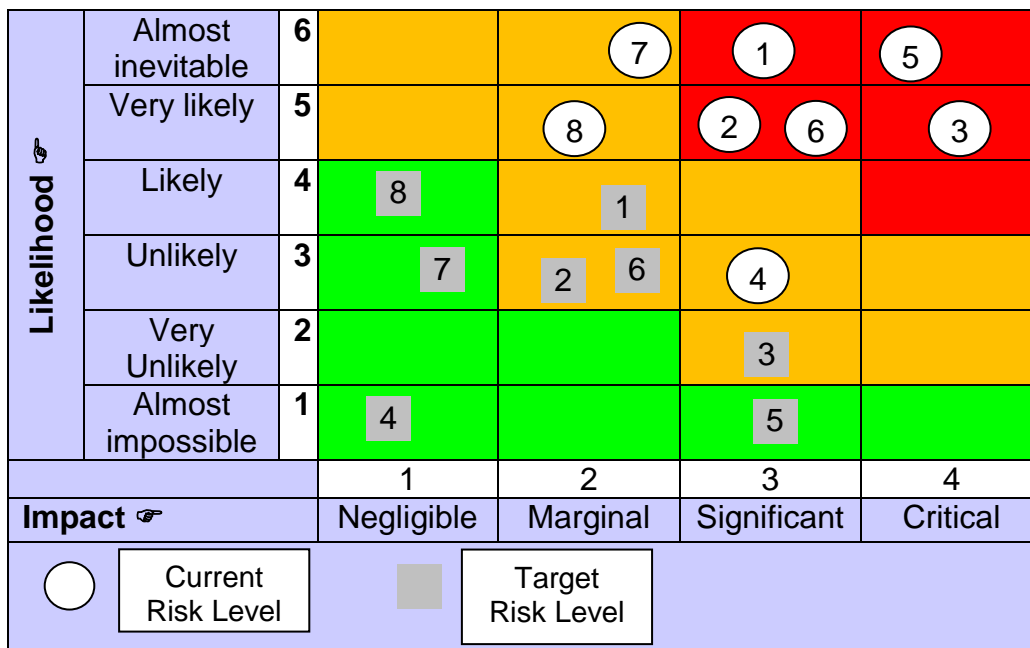 Likelihood ☝
Almost
inevitable
6
7
1
5
Very likely
5
8
2
6
3
Likely
4
8
1
Unlikely
3
7
2
6
4
Very
Unlikely
2
3
Almost
impossible
1
4
5
1
2
3
4
Impact ☞
Negligible
Marginal
Significant
Critical
Current
Risk Level
Target
Risk Level